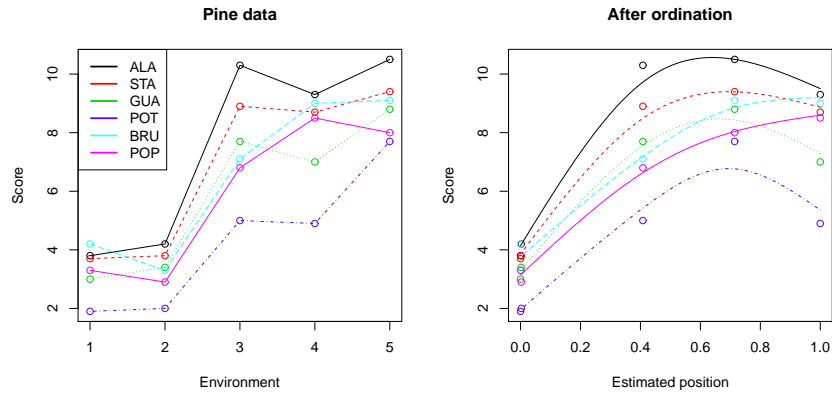 Pine data
ALA
STA
GUA
POT
BRU
POP
Score
2
4
6
8
10
1
2
3
4
5
Environment
After ordination
Score
2
4
6
8
10
0.0
0.2
0.4
0.6
0.8
1.0
Estimated position